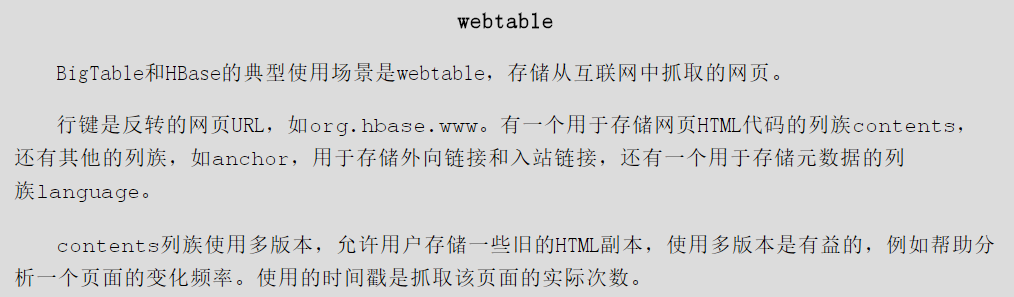 webtable
BigTable和HBase的典型使用场景是webtable，存储从互联网中抓取的网页。
行键是反转的网页URL，如org.hbase.www。有一个用于存储网页HTML代码的列族contents，
还有其他的列族，如anchor，用于存储外向链接和入站链接，还有一个用于存储元数据的列
族language。
contents列族使用多版本，允许用户存储一些旧的HTML副本，使用多版本是有益的，例如帮助分
析一个页面的变化频率。使用的时间戳是抓取该页面的实际次数。